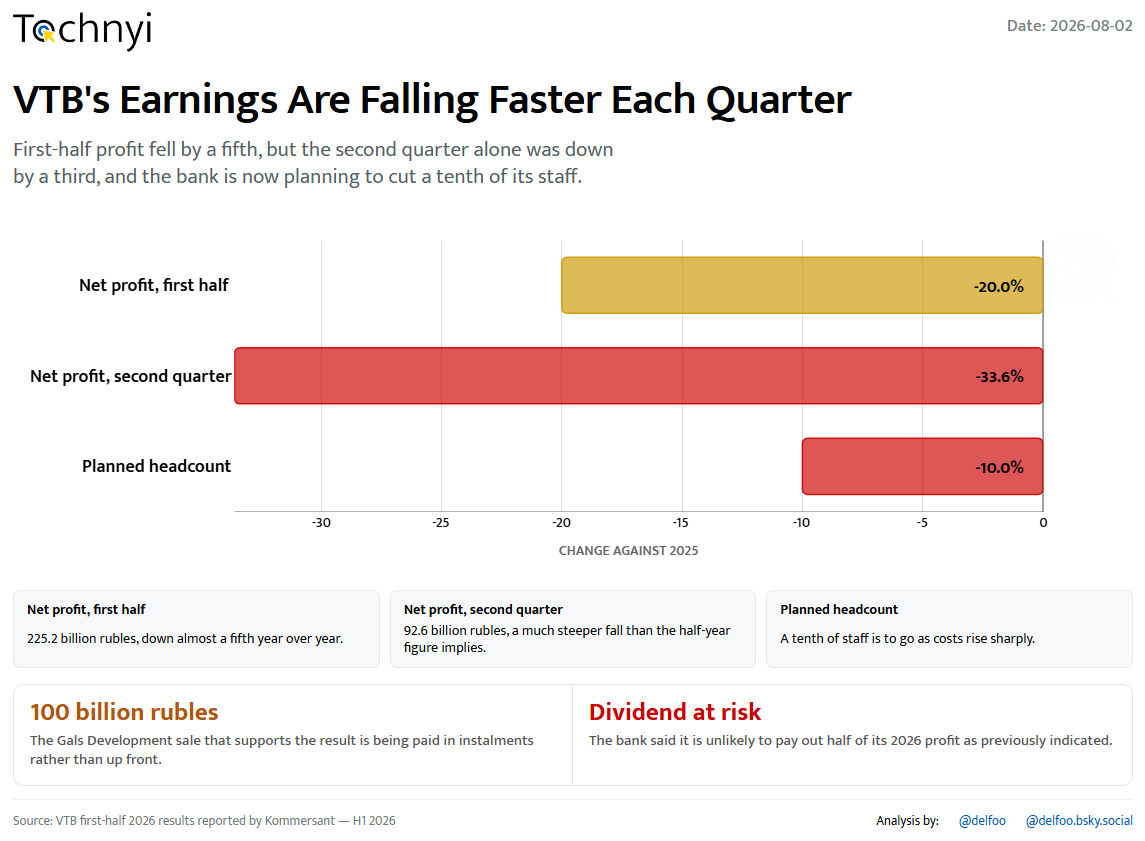 Technyi
Date: 2026-08-02
VTB's Earnings Are Falling Faster Each Quarter
First-half profit fell by a fifth, but the second quarter alone was down
by a third, and the bank is now planning to cut a tenth of its staff.
Net profit, first half
-20.0%
Net profit, second quarter
-33.6%
Planned headcount
-10.0%
-30
-25
-20
-15
-10
-5
0
CHANGE AGAINST 2025
Net profit, first half
225.2 billion rubles, down almost a fifth year over year.
Net profit, second quarter
92.6 billion rubles, a much steeper fall than the half-year
figure implies.
Planned headcount
A tenth of staff is to go as costs rise sharply.
100 billion rubles
The Gals Development sale that supports the result is being paid in instalments
rather than up front.
Dividend at risk
The bank said it is unlikely to pay out half of its 2026 profit as previously indicated.
Source: VTB first-half 2026 results reported by Kommersant — H1 2026
Analysis by:
@delfoo
@delfoo.bsky.social